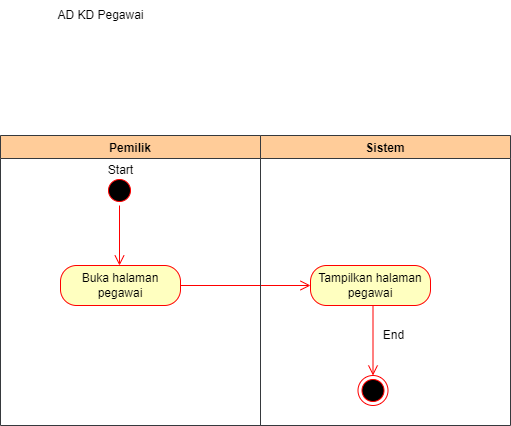 AD KD Pegawai
Pemilik
Sistem
Start
Buka halaman
pegawai
Tampilkan halaman
pegawai
End